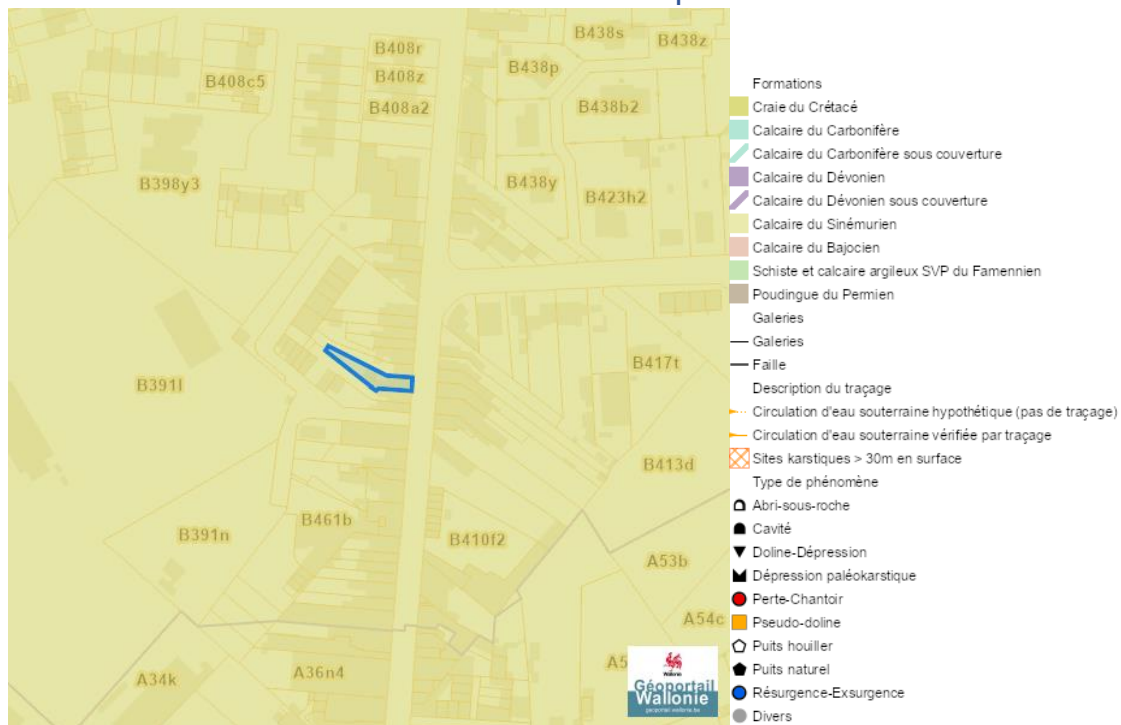 B438s
B438z
B408r
B438p
B408z
B408c5
B408a2
B438b2
B438y
B398y3
B423h2
B417t
B391l
B413d
B461b
B391n
B410f2
A53b
A54c
A34k
A36n4
A5
Wallonie
Géoportail
Wallonie
geoportail.wallonie.be
Formations
Craie du Crétacé
Calcaire du Carbonifère
Calcaire du Carbonifère sous couverture
Calcaire du Dévonien
Calcaire du Dévonien sous couverture
Calcaire du Sinémurien
Calcaire du Bajocien
Schiste et calcaire argileux SVP du Famennien
Poudingue du Permien
Galeries
Galeries
Faille
Description du traçage
Circulation d'eau souterraine hypothétique (pas de traçage)
Circulation d'eau souterraine vérifiée par traçage
Sites karstiques > 30m en surface
Type de phénomène
Abri-sous-roche
Cavité
Doline-Dépression
Dépression paléokarstique
Perte-Chantoir
Pseudo-doline
Puits houiller
Puits naturel
Résurgence-Exsurgence
Divers